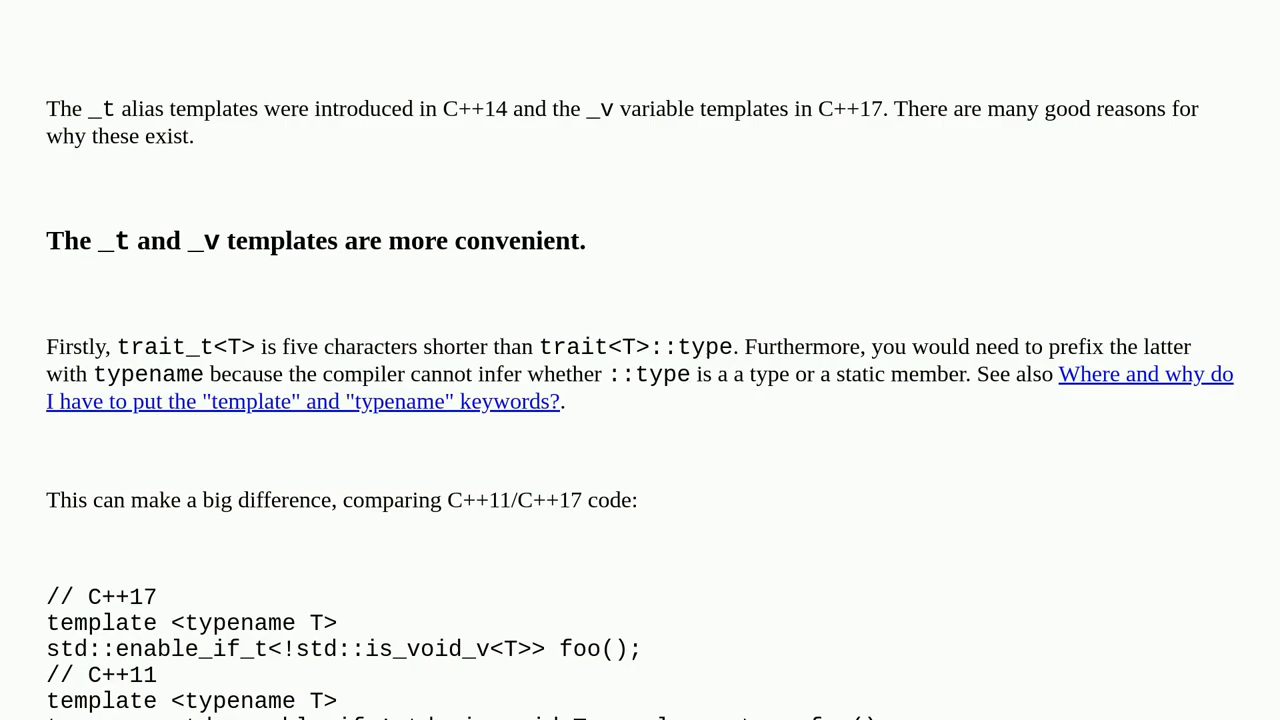 The _t alias templates were introduced in C++14 and the _v variable templates in C++17. There are many good reasons for
why these exist.
The _t and _v templates are more convenient.
Firstly, trait_t<T> is five characters shorter than trait<T>::type. Furthermore, you would need to prefix the latter
with typename because the compiler cannot infer whether ::type is a a type or a static member. See also Where and why do
I have to put the "template" and "typename" keywords?.
This can make a big difference, comparing C++11/C++17 code:
// C++17
template <typename T>
std::enable_if_t<!std::is_void_v<T>> foo();
// C++11
template <typename T>